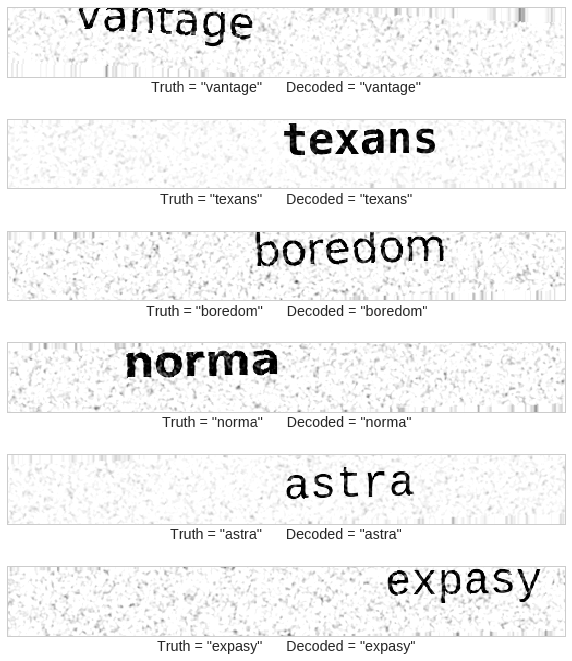 vantage
Truth = "vantage" Decoded = "vantage"
texans
Truth = "texans" Decoded = "texans"
boredom
Truth = "boredom" Decoded = "boredom"
norma
Truth = "norma" Decoded = "norma"
astra
Truth = "astra" Decoded = "astra"
expasy
Truth = "expasy" Decoded = "expasy"